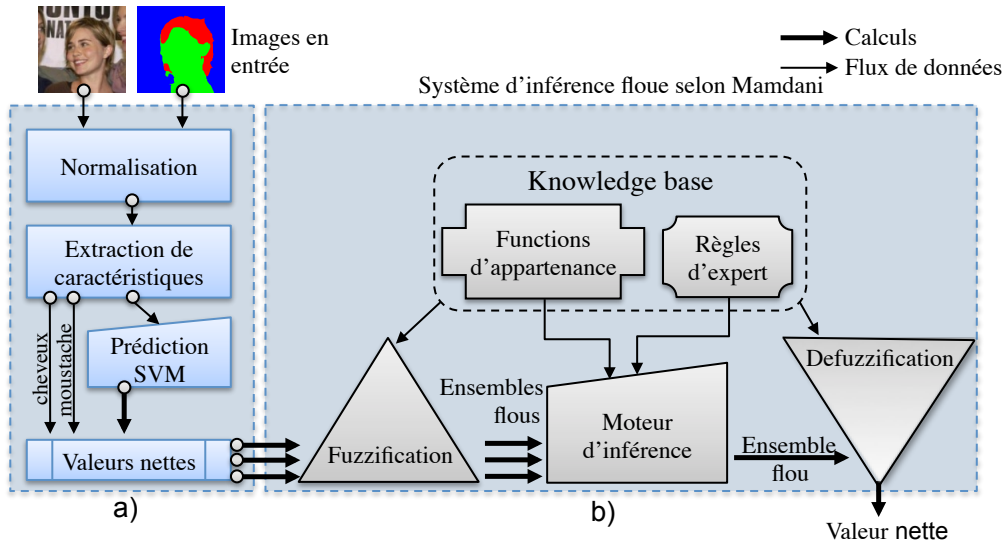 ONTO
NAT
Images en
entrée
Calculs
Flux de données
Système d'inférence floue selon Mamdani
Normalisation
Extraction de
caractéristiques
cheveux
moustache
Prédiction
SVM
Valeurs nettes
a)
Knowledge base
Functions
d'appartenance
Règles
d'expert
Fuzzification
Ensembles
flous
Moteur
d'inférence
Ensemble
flou
Defuzzification
b)
Valeur nette